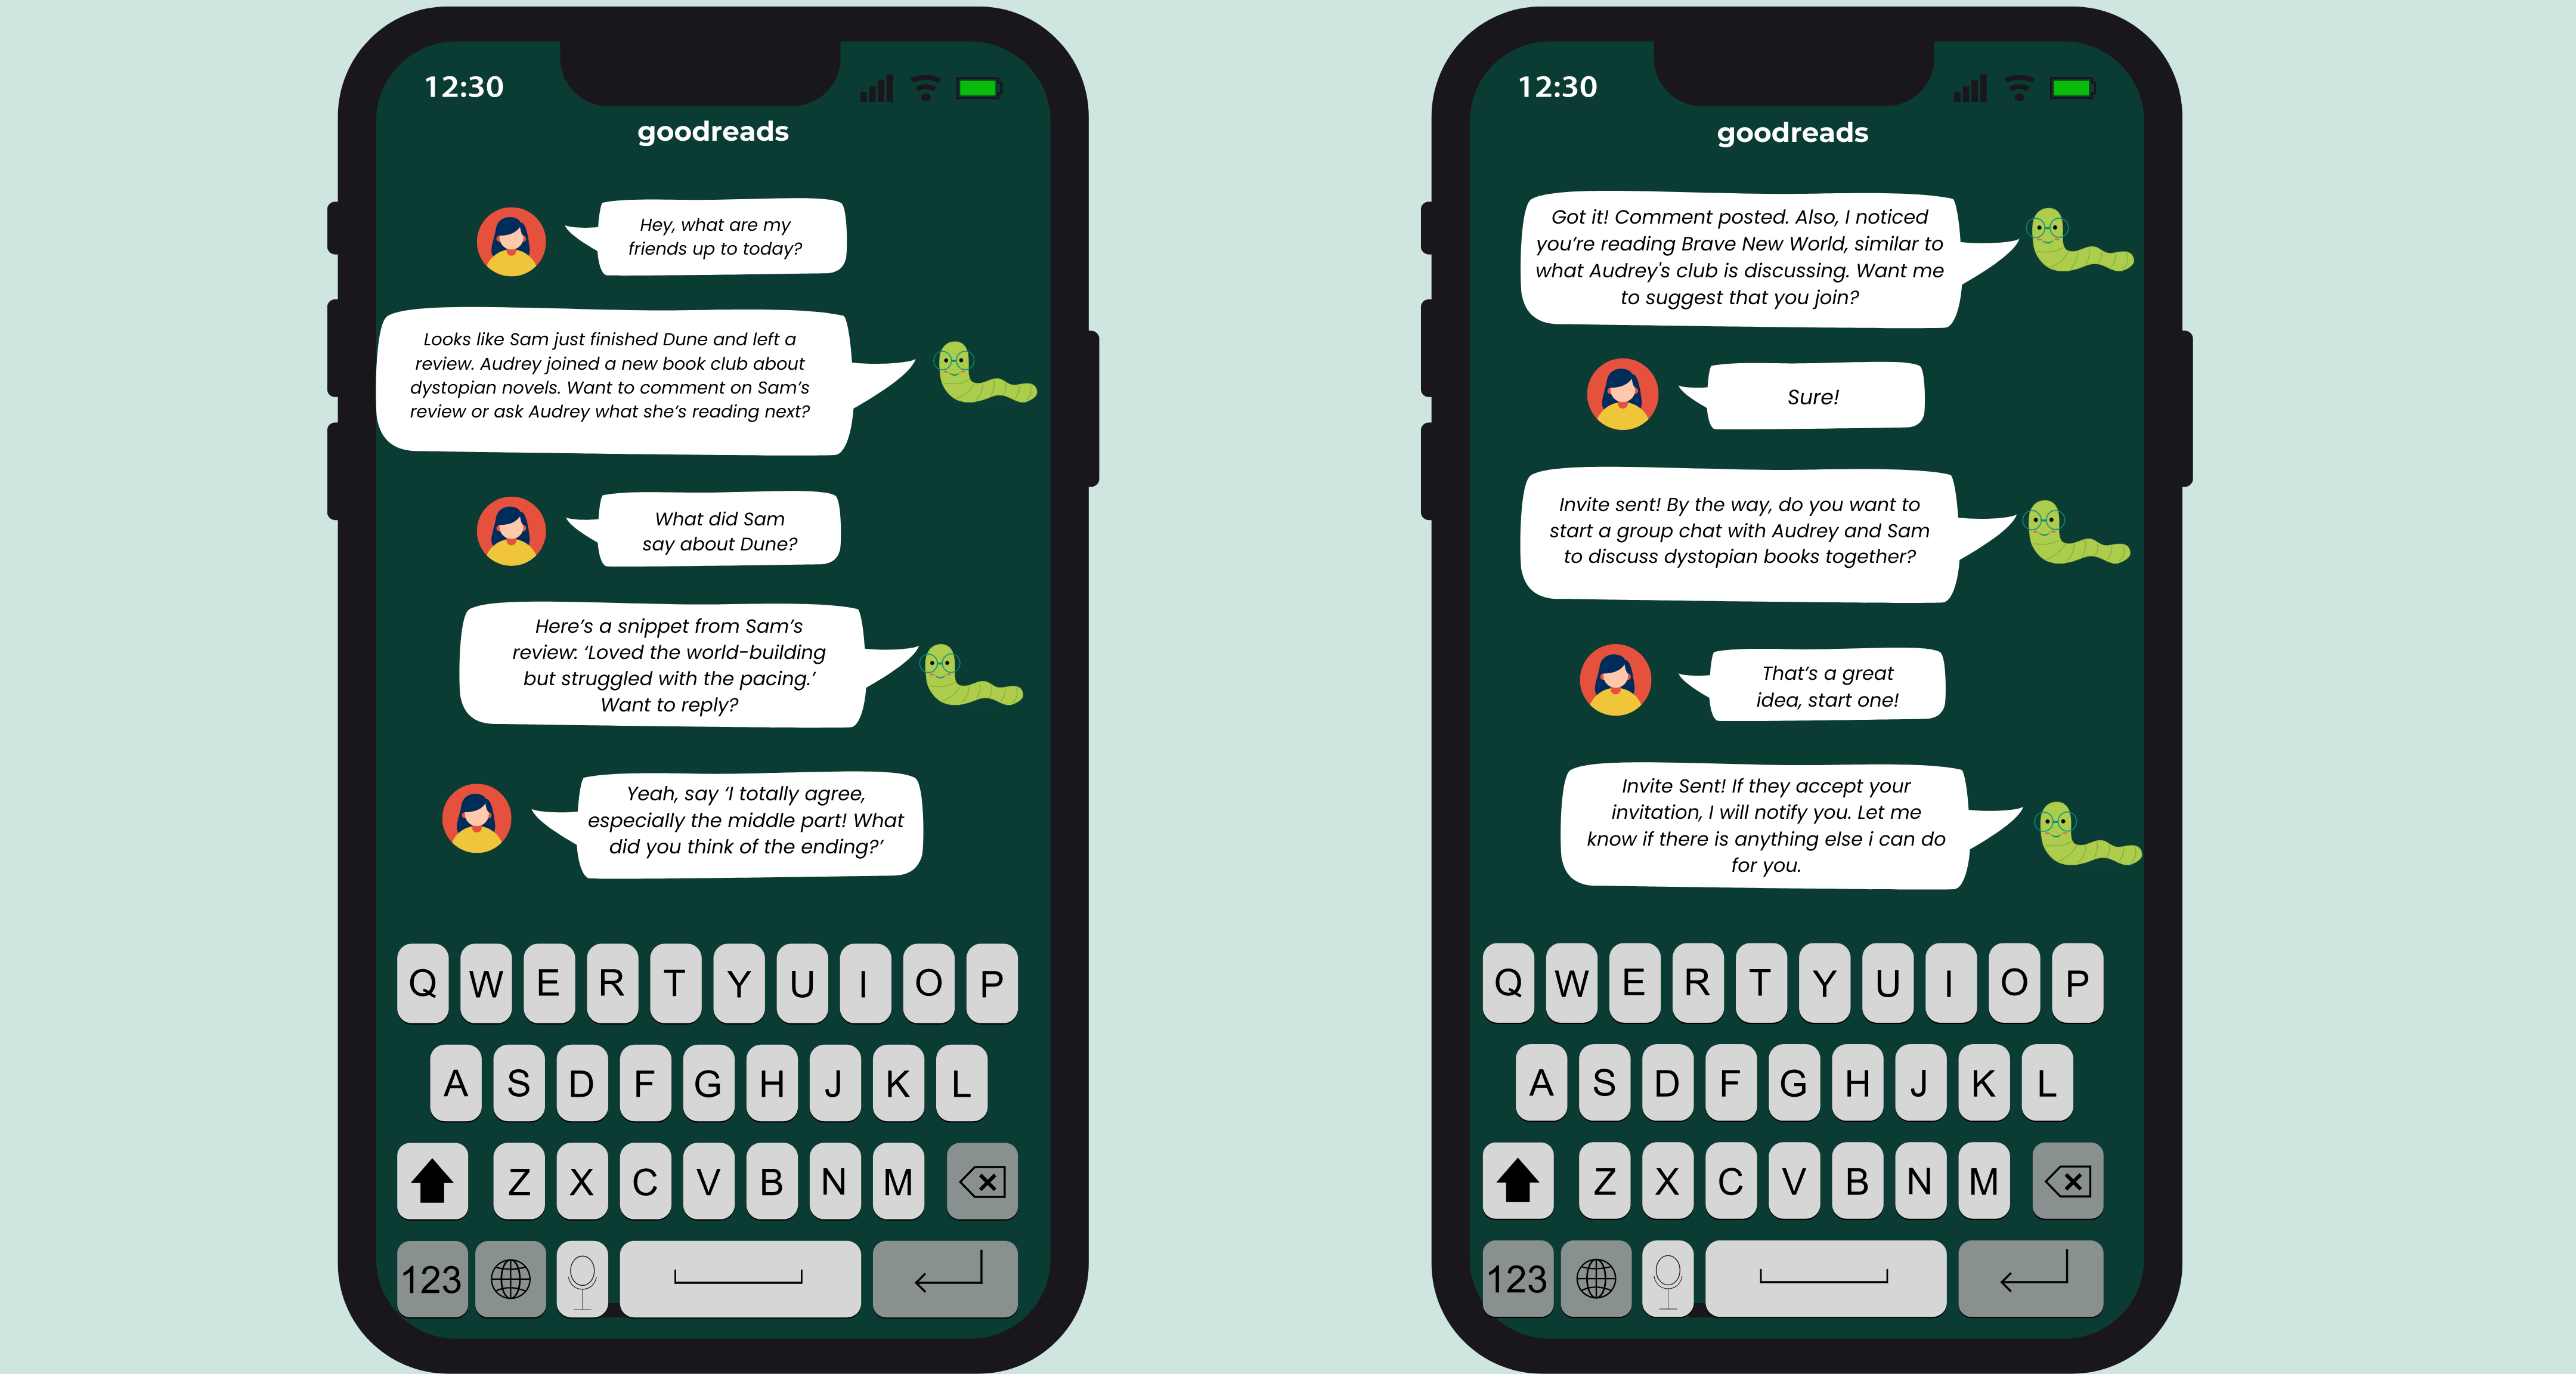 12:30
goodreads
Hey, what are my
friends up to today?
Looks like Sam just finished Dune and left a
review. Audrey joined a new book club about
dystopian novels. Want to comment on Sam’s
review or ask Audrey what she’s reading next?
What did Sam
say about Dune?
Here’s a snippet from Sam’s
review: ‘Loved the world-building
but struggled with the pacing.’
Want to reply?
Yeah, say ‘I totally agree,
especially the middle part! What
did you think of the ending?’
Q W E R T Y U I O P
A S D F G H J K L
Z X C V B N M
123
12:30
goodreads
Got it! Comment posted. Also, I noticed
you’re reading Brave New World, similar to
what Audrey's club is discussing. Want me
to suggest that you join?
Sure!
Invite sent! By the way, do you want to
start a group chat with Audrey and Sam
to discuss dystopian books together?
That’s a great
idea, start one!
Invite Sent! If they accept your
invitation, I will notify you. Let me
know if there is anything else i can do
for you.
Q W E R T Y U I O P
A S D F G H J K L
Z X C V B N M
123